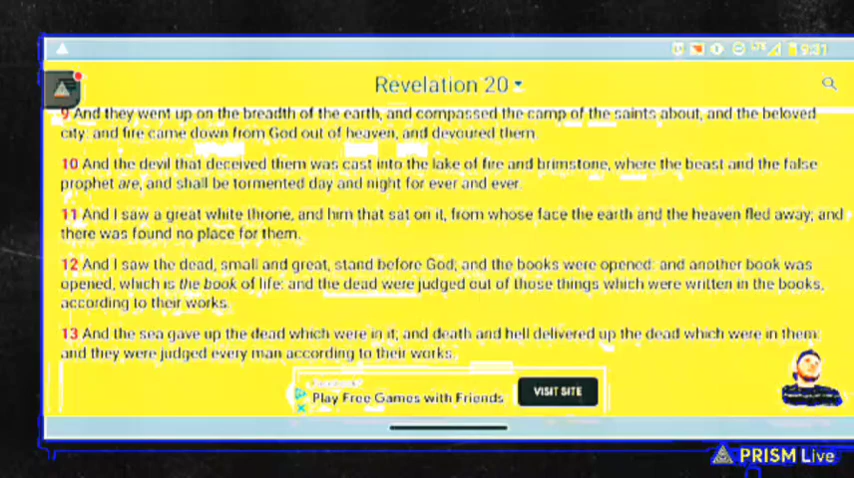 9:31
Revelation 20
9 And they went up on the breadth of the earth, and compassed the camp of the saints about, and the beloved
city: and fire came down from God out of heaven, and devoured them.
10 And the devil that deceived them was cast into the lake of fire and brimstone, where the beast and the false
prophet are, and shall be tormented day and night for ever and ever.
11 And I saw a great white throne, and him that sat on it, from whose face the earth and the heaven fled away; and
there was found no place for them.
12 And I saw the dead, small and great, stand before God; and the books were opened: and another book was
opened, which is the book of life: and the dead were judged out of those things which were written in the books,
according to their works.
13 And the sea gave up the dead which were in it; and death and hell delivered up the dead which were in them:
and they were judged every man according to their works.
Play Free Games with Friends
VISIT SITE
PRISM Live